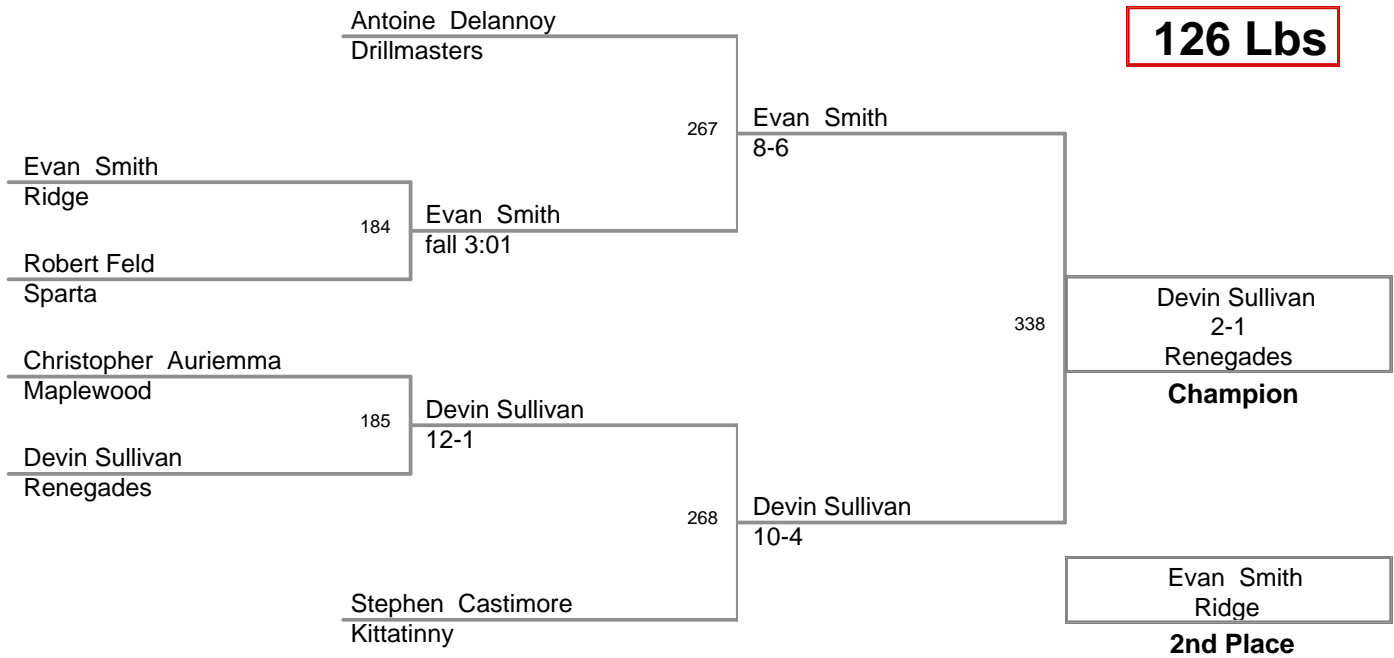 Antoine Delannoy
Drillmasters
126 Lbs
267
Evan Smith
8-6
Evan Smith
Ridge
184
Evan Smith
fall 3:01
Robert Feld
Sparta
Christopher Auriemma
Maplewood
185
Devin Sullivan
12-1
Devin Sullivan
Renegades
338
Devin Sullivan
2-1
Renegades
Champion
268
Devin Sullivan
10-4
Stephen Castimore
Kittatinny
Evan Smith
Ridge
2nd Place